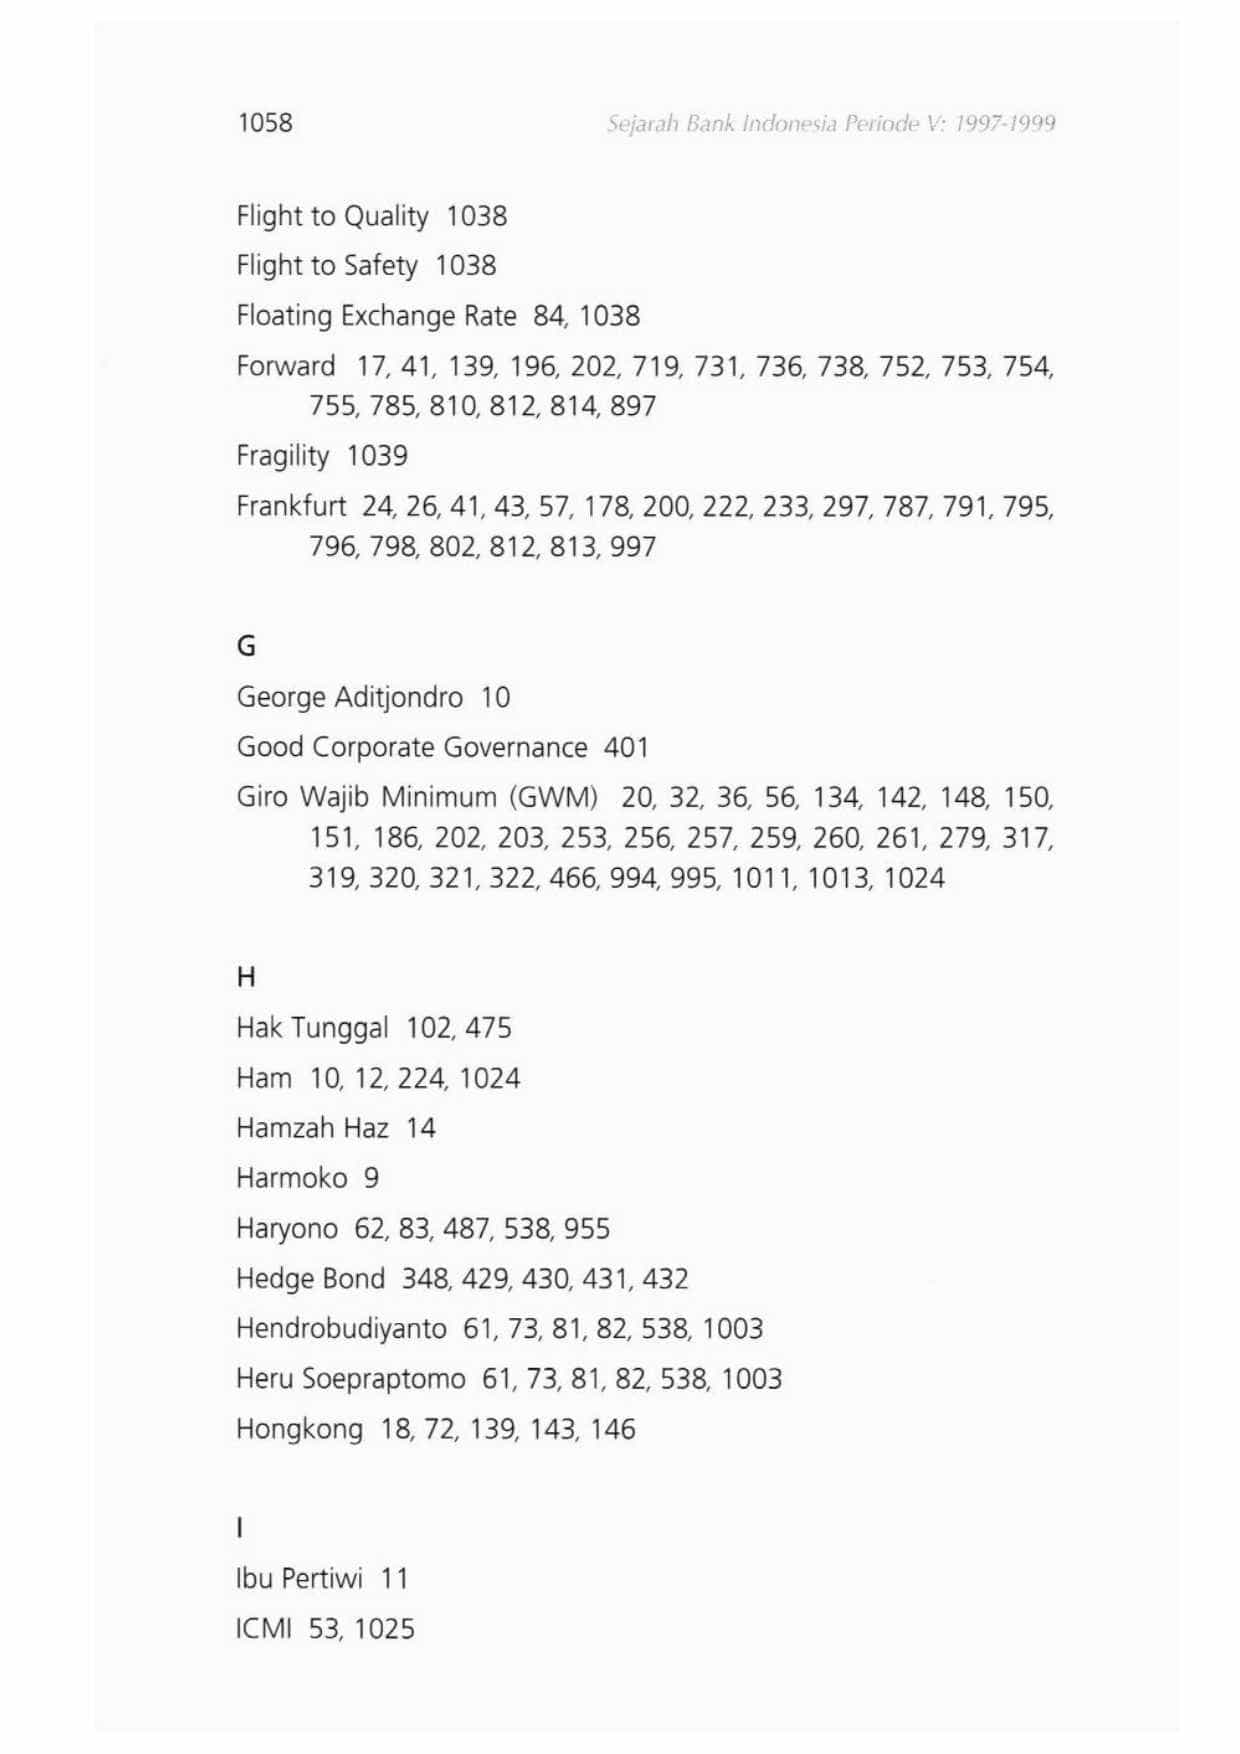 1058
Sejarah Bank Indonesia Periode V: 1997-1999
Flight to Quality 1038
Flight to Safety 1038
Floating Exchange Rate 84, 1038
Forward 17, 41, 139, 196, 202, 719, 731, 736, 738, 752, 753, 754,
755, 785, 810, 812, 814, 897
Fragility 1039
Frankfurt 24, 26, 41, 43, 57, 178, 200, 222, 233, 297, 787, 791, 795,
796, 798, 802, 812, 813, 997
G
George Aditjondro 10
Good Corporate Governance 401
Giro Wajib Minimum (GWM) 20, 32, 36, 56, 134, 142, 148, 150,
151, 186, 202, 203, 253, 256, 257, 259, 260, 261, 279, 317,
319, 320, 321, 322, 466, 994, 995, 1011, 1013, 1024
H
Hak Tunggal 102, 475
Ham 10, 12, 224, 1024
Hamzah Haz 14
Harmoko 9
Haryono 62, 83, 487, 538, 955
Hedge Bond 348, 429, 430, 431, 432
Hendrobudiyanto 61, 73, 81, 82, 538, 1003
Heru Soepraptomo 61, 73, 81, 82, 538, 1003
Hongkong 18, 72, 139, 143, 146
I
Ibu Pertiwi 11
ICMI 53, 1025